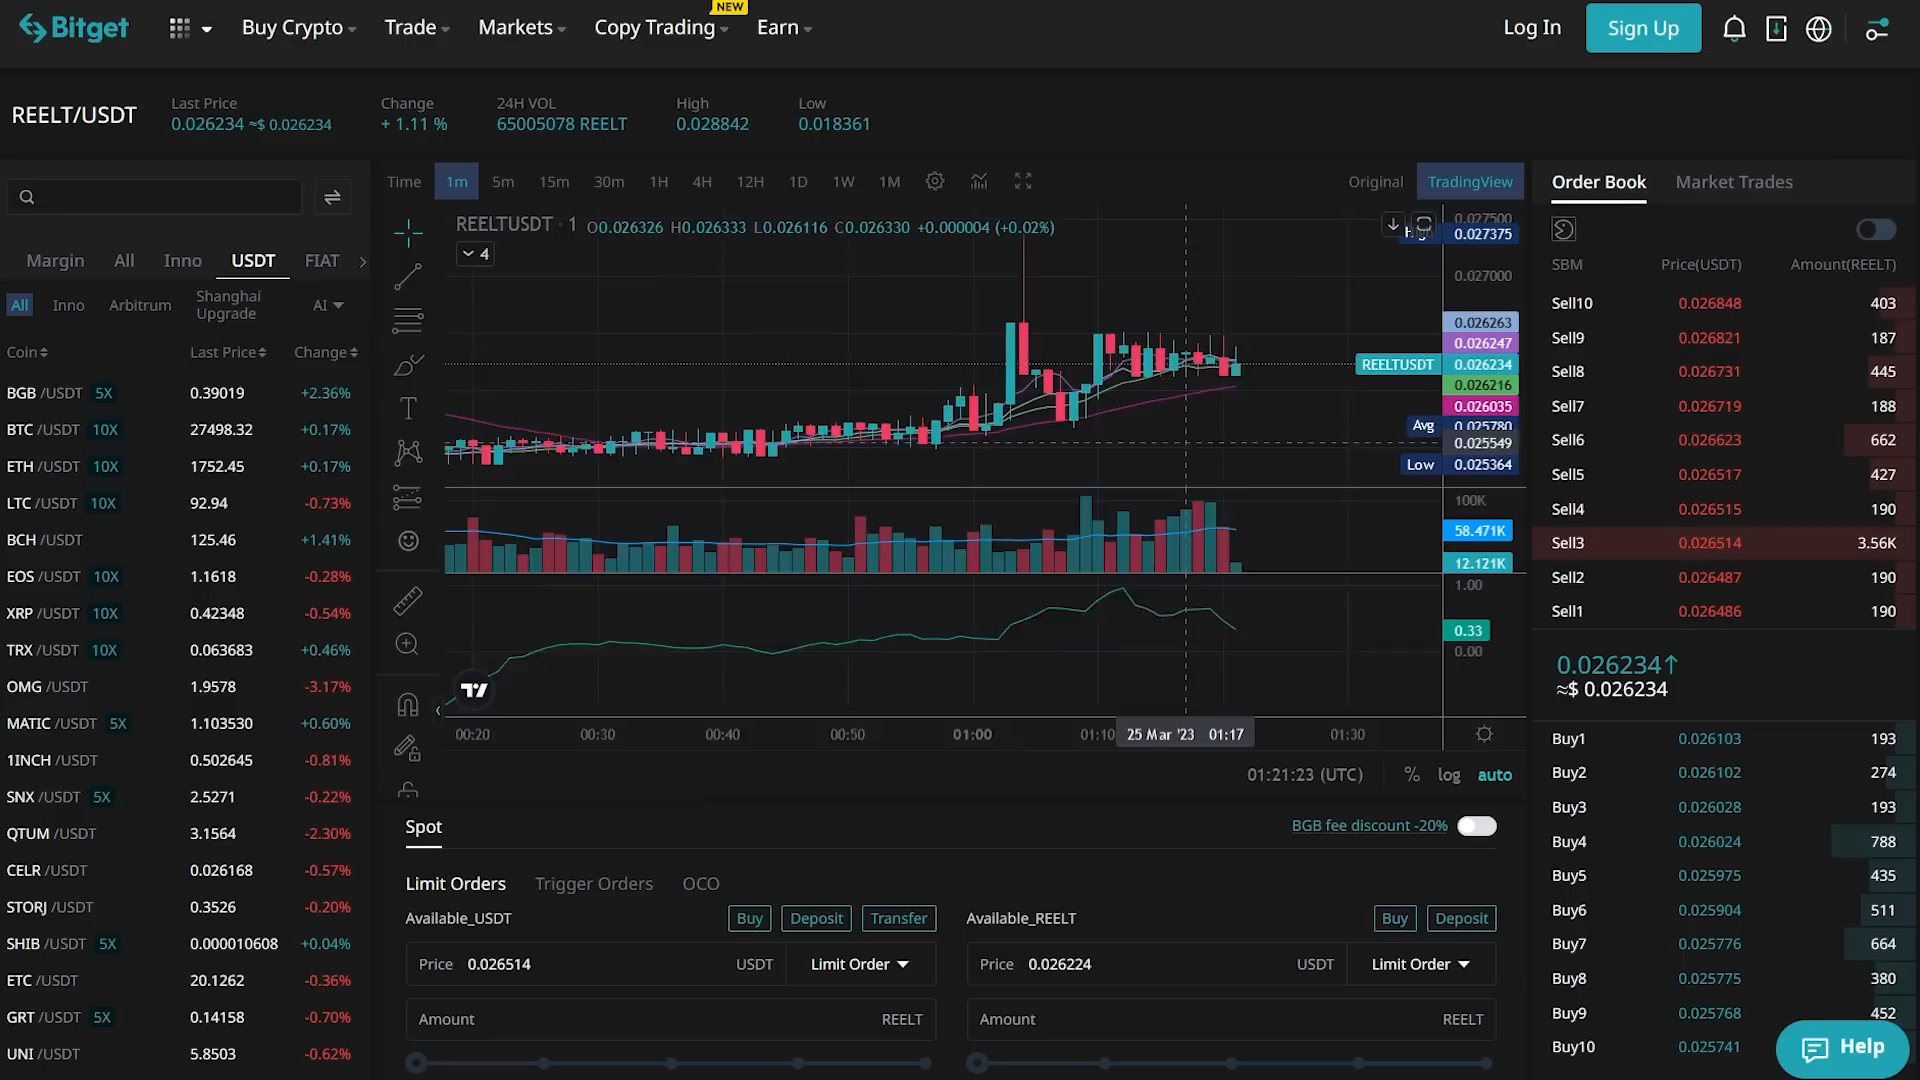 Bitget
Buy Crypto
Trade
Markets
Copy Trading
NEW
Earn
Log In
Sign Up
REELT/USDT
Last Price
0.026234 ≈$ 0.026234
Change
+ 1.11 %
24H VOL
65005078 REELT
High
0.028842
Low
0.018361
Margin All Inno USDT FIAT
All Inno Arbitrum Shanghai Upgrade AI
Coin Last Price Change
BGB /USDT 5X 0.39019 +2.36%
BTC /USDT 10X 27498.32 +0.17%
ETH /USDT 10X 1752.45 +0.17%
LTC /USDT 10X 92.94 -0.73%
BCH /USDT 125.46 +1.41%
EOS /USDT 10X 1.1618 -0.28%
XRP /USDT 10X 0.42348 -0.54%
TRX /USDT 10X 0.063683 +0.46%
OMG /USDT 1.9578 -3.17%
MATIC /USDT 5X 1.103530 +0.60%
1INCH /USDT 0.502645 -0.81%
SNX /USDT 5X 2.5271 -0.22%
QTUM /USDT 3.1564 -2.30%
CELR /USDT 0.026168 -0.57%
STORJ /USDT 0.3526 -0.20%
SHIB /USDT 5X 0.000010608 +0.04%
ETC /USDT 20.1262 -0.36%
GRT /USDT 5X 0.14158 -0.70%
UNI /USDT 5.8503 -0.62%
Time 1m 5m 15m 30m 1H 4H 12H 1D 1W 1M
Original TradingView
REELTUSDT · 1 O0.026326 H0.026333 L0.026116 C0.026330 +0.000004 (+0.02%)
4
0.027500
High 0.027375
0.027000
0.026263
0.026247
REELTUSDT 0.026234
0.026216
0.026035
Avg 0.025780
0.025549
Low 0.025364
100K
58.471K
12.121K
1.00
0.33
0.00
00:20 00:30 00:40 00:50 01:00 01:10 25 Mar '23 01:17 01:30
01:21:23 (UTC) % log auto
Spot
BGB fee discount -20%
Limit Orders Trigger Orders OCO
Available_USDT Buy Deposit Transfer
Price 0.026514 USDT Limit Order
Amount REELT
Available_REELT Buy Deposit
Price 0.026224 USDT Limit Order
Amount REELT
Order Book Market Trades
SBM Price(USDT) Amount(REELT)
Sell10 0.026848 403
Sell9 0.026821 187
Sell8 0.026731 445
Sell7 0.026719 188
Sell6 0.026623 662
Sell5 0.026517 427
Sell4 0.026515 190
Sell3 0.026514 3.56K
Sell2 0.026487 190
Sell1 0.026486 190
0.026234↑
≈$ 0.026234
Buy1 0.026103 193
Buy2 0.026102 274
Buy3 0.026028 193
Buy4 0.026024 788
Buy5 0.025975 435
Buy6 0.025904 511
Buy7 0.025776 664
Buy8 0.025775 380
Buy9 0.025768 452
Buy10 0.025741
Help